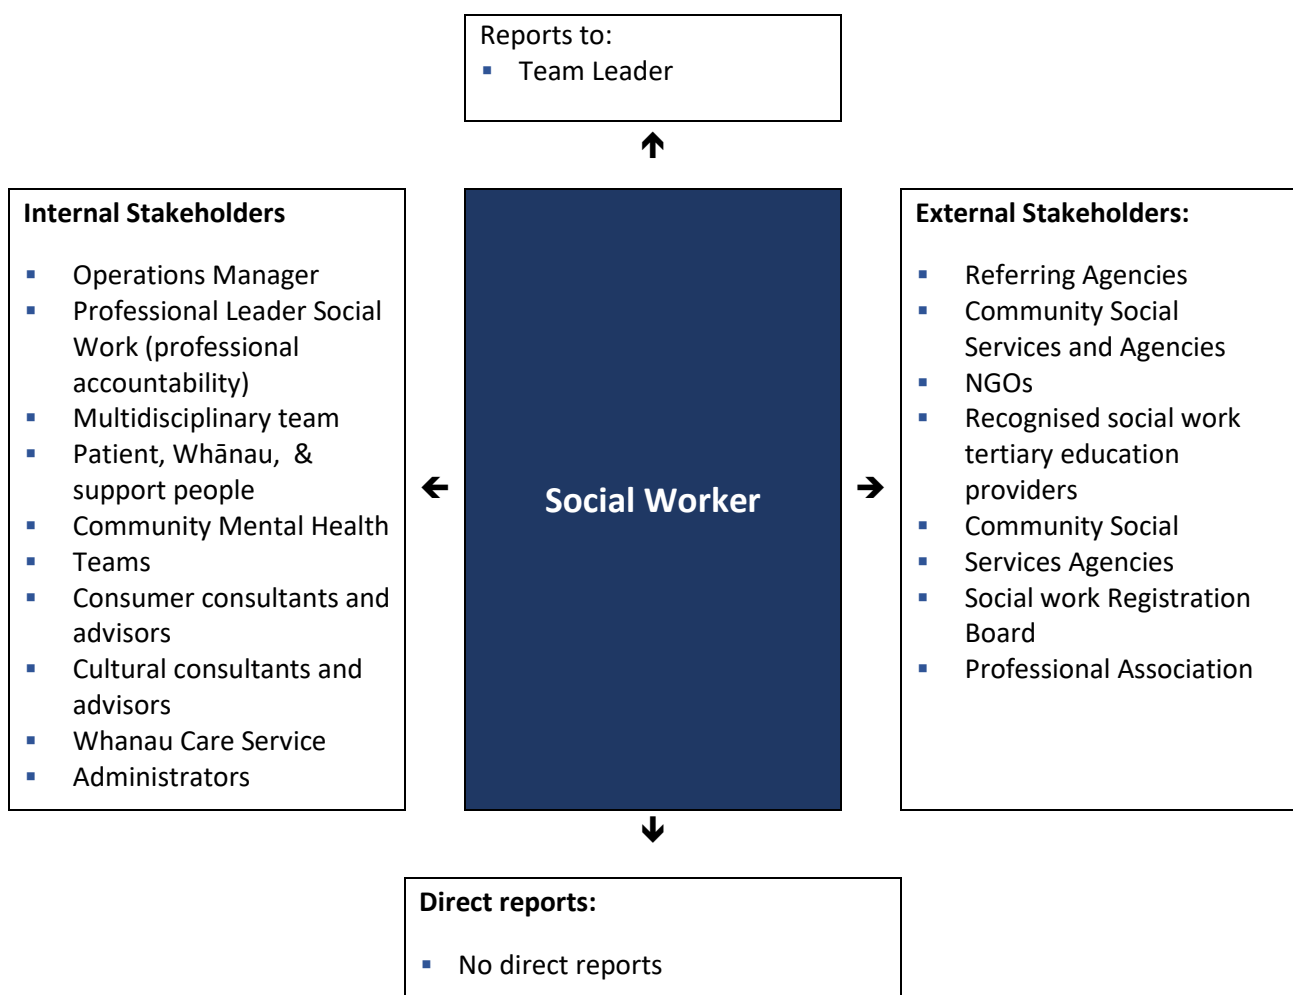 Reports to:
▪ Team Leader
Internal Stakeholders
▪ Operations Manager
▪ Professional Leader Social
Work (professional
accountability)
▪ Multidisciplinary team
▪ Patient, Whānau, &
support people
▪ Community Mental Health
▪ Teams
▪ Consumer consultants and
advisors
▪ Cultural consultants and
advisors
▪ Whanau Care Service
▪ Administrators
Social Worker
External Stakeholders:
▪ Referring Agencies
▪ Community Social
Services and Agencies
▪ NGOs
▪ Recognised social work
tertiary education
providers
▪ Community Social
▪ Services Agencies
▪ Social work Registration
Board
▪ Professional Association
Direct reports:
▪ No direct reports